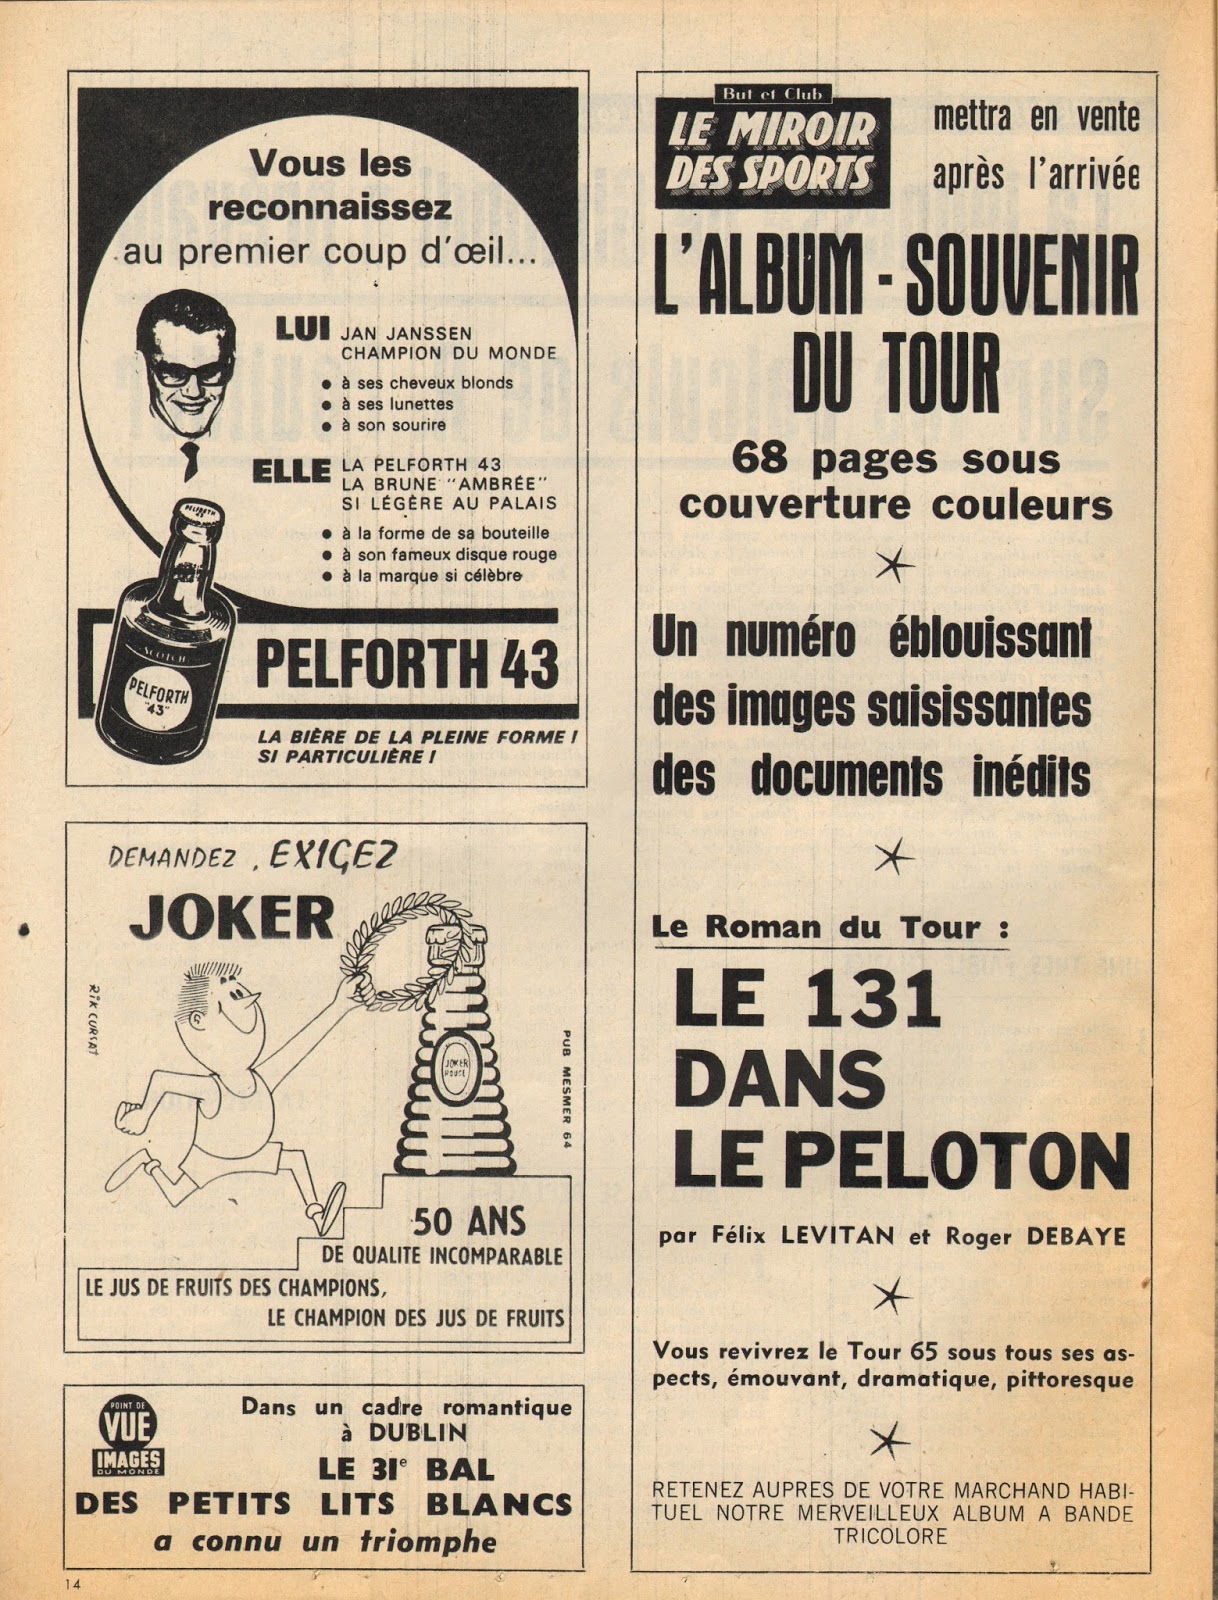 Vous les
reconnaissez
au premier coup d'œil...
LUI JAN JANSSEN
CHAMPION DU MONDE
● à ses cheveux blonds
● à ses lunettes
● à son sourire
ELLE LA PELFORTH 43
LA BRUNE "AMBRÉE"
SI LÉGÈRE AU PALAIS
● à la forme de sa bouteille
● à son fameux disque rouge
● à la marque si célèbre
PELFORTH
43
SCOTCH
PELFORTH
"43"
PELFORTH 43
LA BIÈRE DE LA PLEINE FORME !
SI PARTICULIÈRE !
DEMANDEZ , EXIGEZ
JOKER
RIK CURSAT
JOKER
ROUGE
PUB MESMER 64
50 ANS
DE QUALITE INCOMPARABLE
LE JUS DE FRUITS DES CHAMPIONS,
LE CHAMPION DES JUS DE FRUITS
POINT DE
VUE
IMAGES
DU MONDE
Dans un cadre romantique
à DUBLIN
LE 31e BAL
DES PETITS LITS BLANCS
a connu un triomphe
14
But et Club
LE MIROIR
DES SPORTS
mettra en vente
après l'arrivée
L'ALBUM - SOUVENIR
DU TOUR
68 pages sous
couverture couleurs
Un numéro éblouissant
des images saisissantes
des documents inédits
Le Roman du Tour :
LE 131
DANS
LE PELOTON
par Félix LEVITAN et Roger DEBAYE
Vous revivrez le Tour 65 sous tous ses as-
pects, émouvant, dramatique, pittoresque
RETENEZ AUPRES DE VOTRE MARCHAND HABI-
TUEL NOTRE MERVEILLEUX ALBUM A BANDE
TRICOLORE